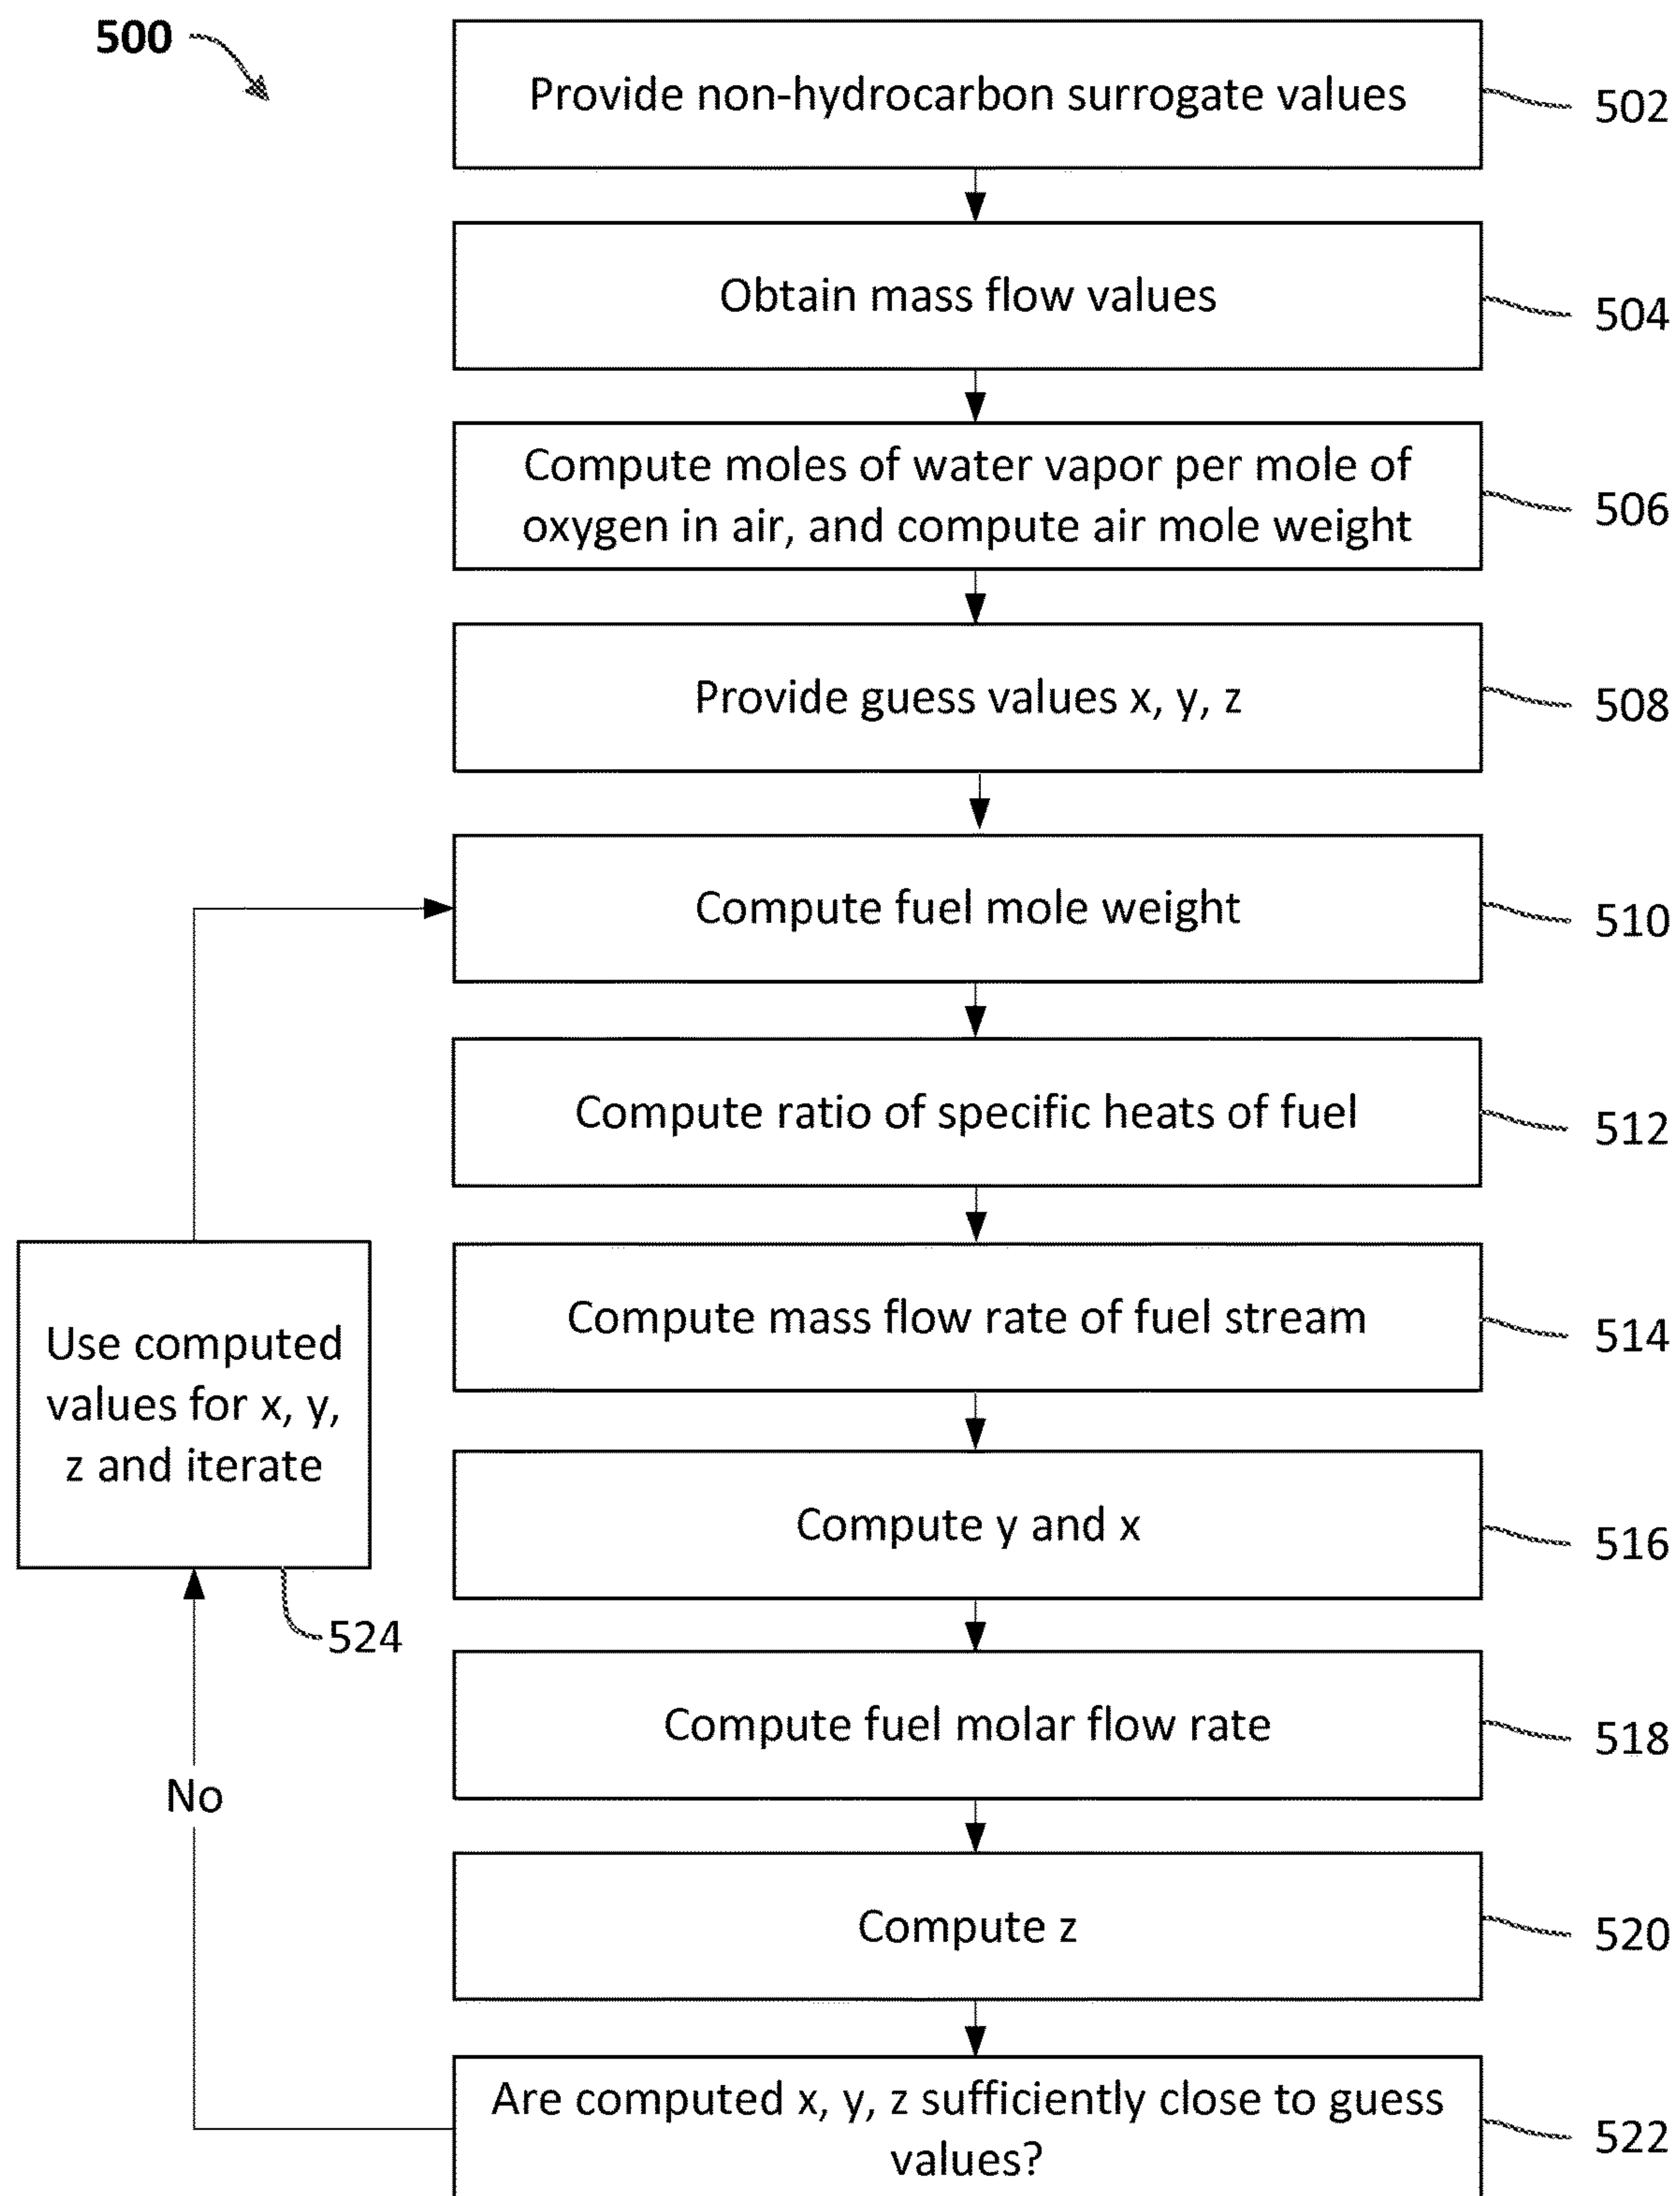 500
Provide non-hydrocarbon surrogate values
502
Obtain mass flow values
504
Compute moles of water vapor per mole of
oxygen in air, and compute air mole weight
506
Provide guess values x, y, z
508
Compute fuel mole weight
510
Compute ratio of specific heats of fuel
512
Compute mass flow rate of fuel stream
514
Use computed
values for x, y,
z and iterate
524
Compute y and x
516
Compute fuel molar flow rate
518
No
Compute z
520
Are computed x, y, z sufficiently close to guess
values?
522